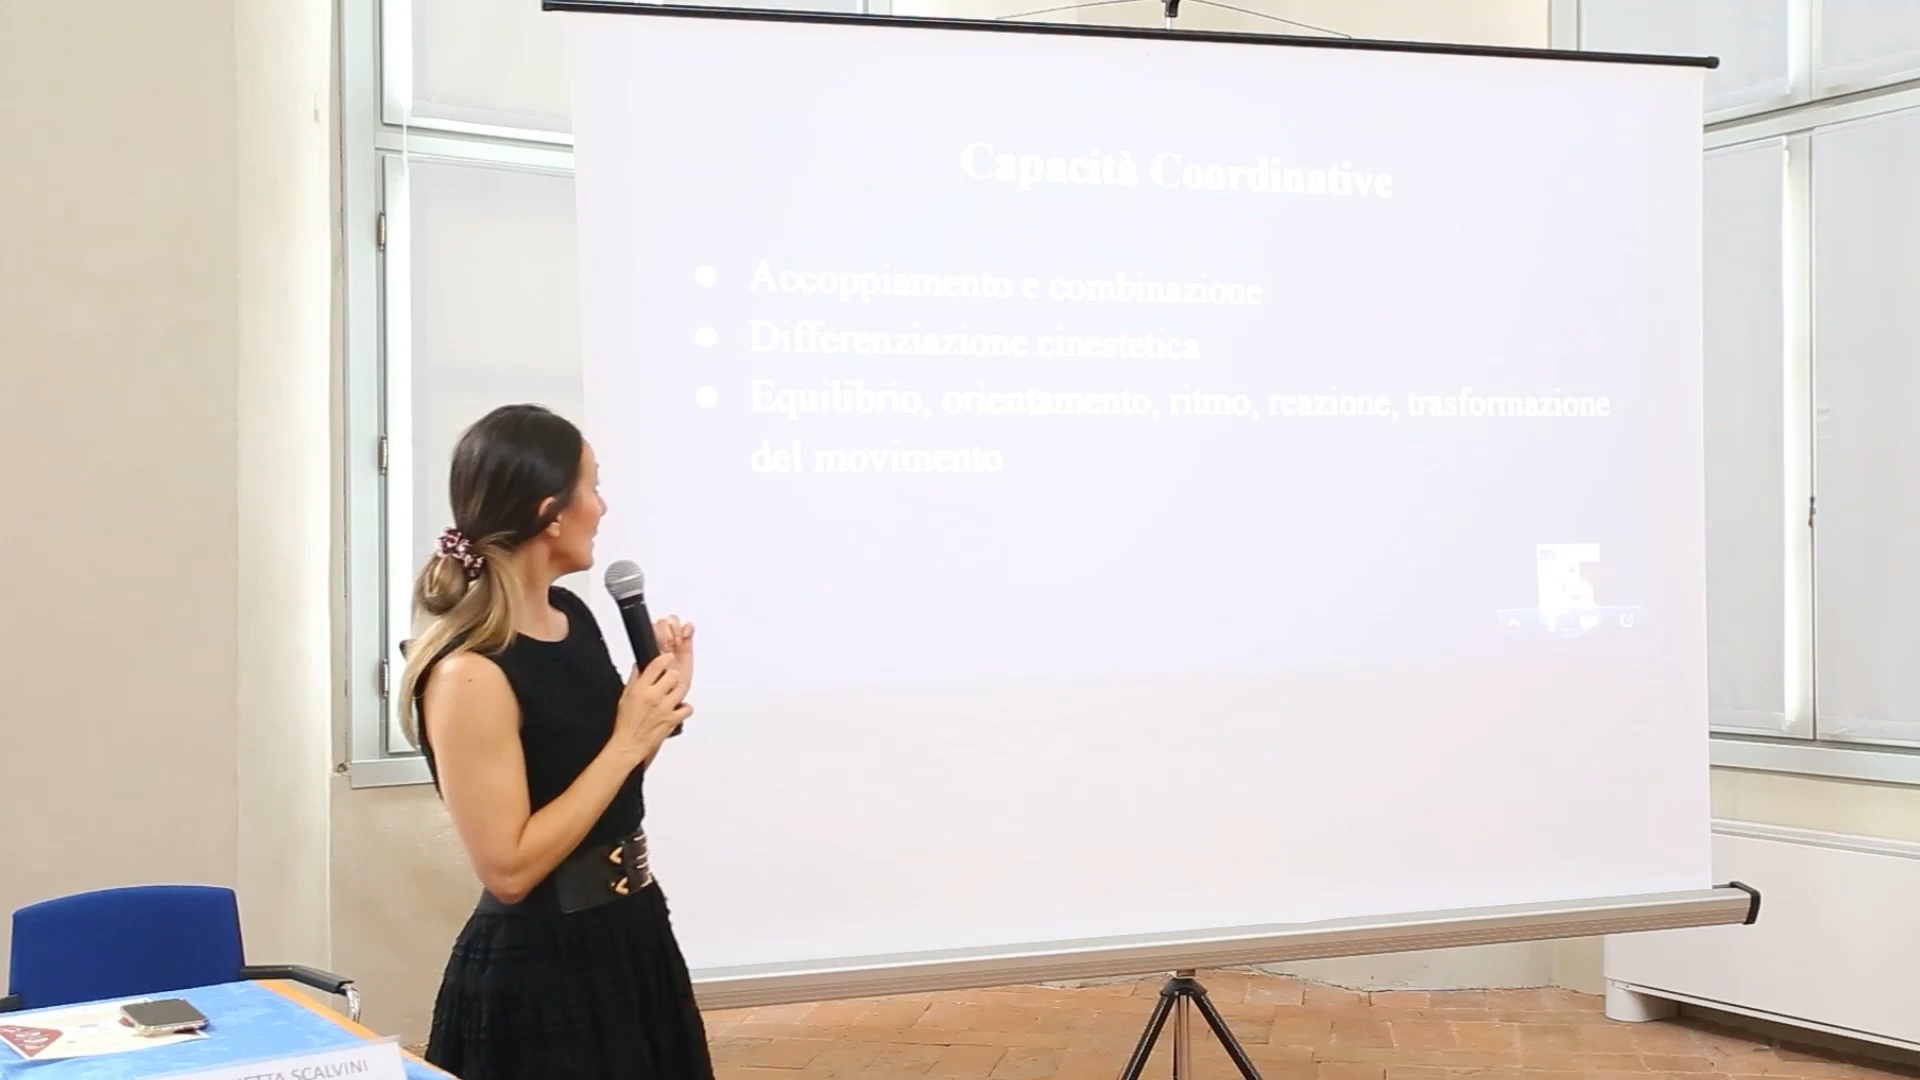 Capacità Coordinative
Accoppiamento e combinazione
Differenziazione cinestetica
Equilibrio, orientamento, ritmo, reazione, trasformazione
del movimento
SCALVINI